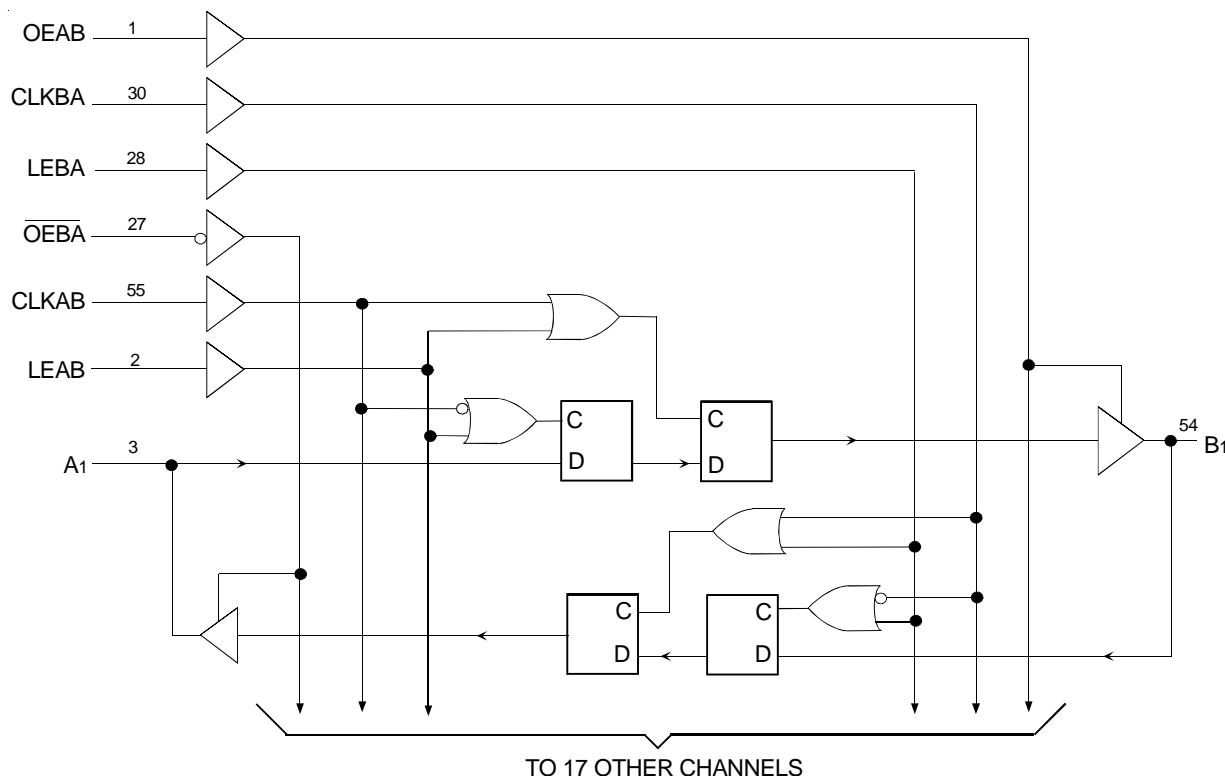 OEAB 1
CLKBA 30
LEBA 28
OEBA 27
CLKAB 55
LEAB 2
C
C
54
A1 3
D
D
B1
C
C
D
D
TO 17 OTHER CHANNELS